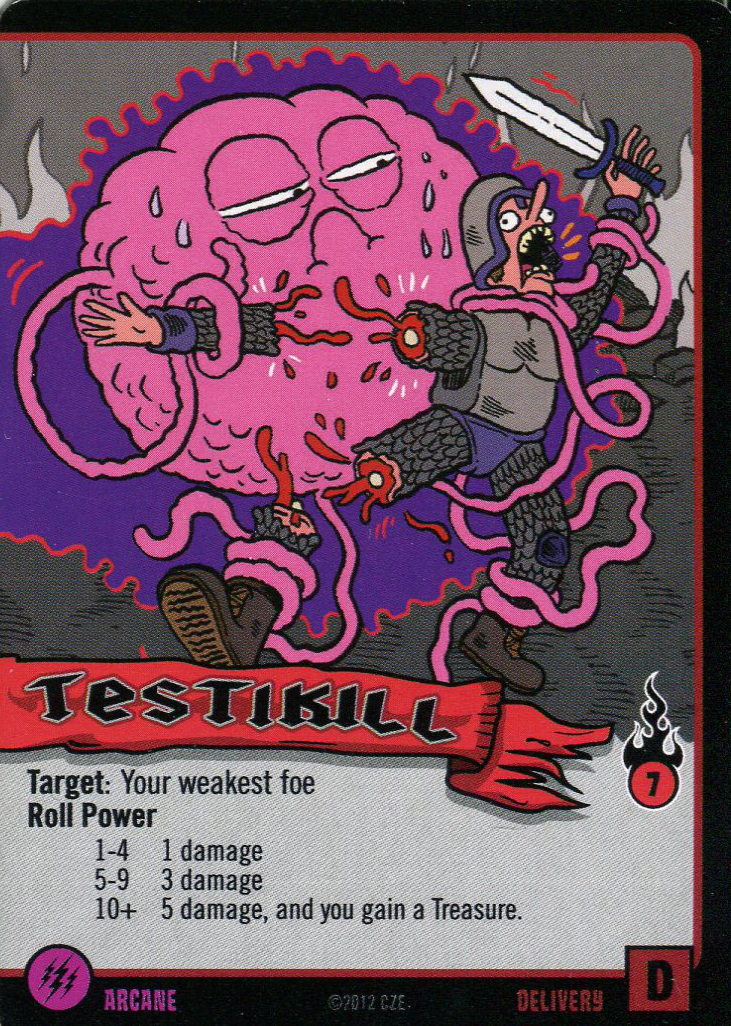 TESTIKILL
7
Target: Your weakest foe
Roll Power
1-4 1 damage
5-9 3 damage
10+ 5 damage, and you gain a Treasure.
ARCANE ©2012 CZE. DELIVERY D